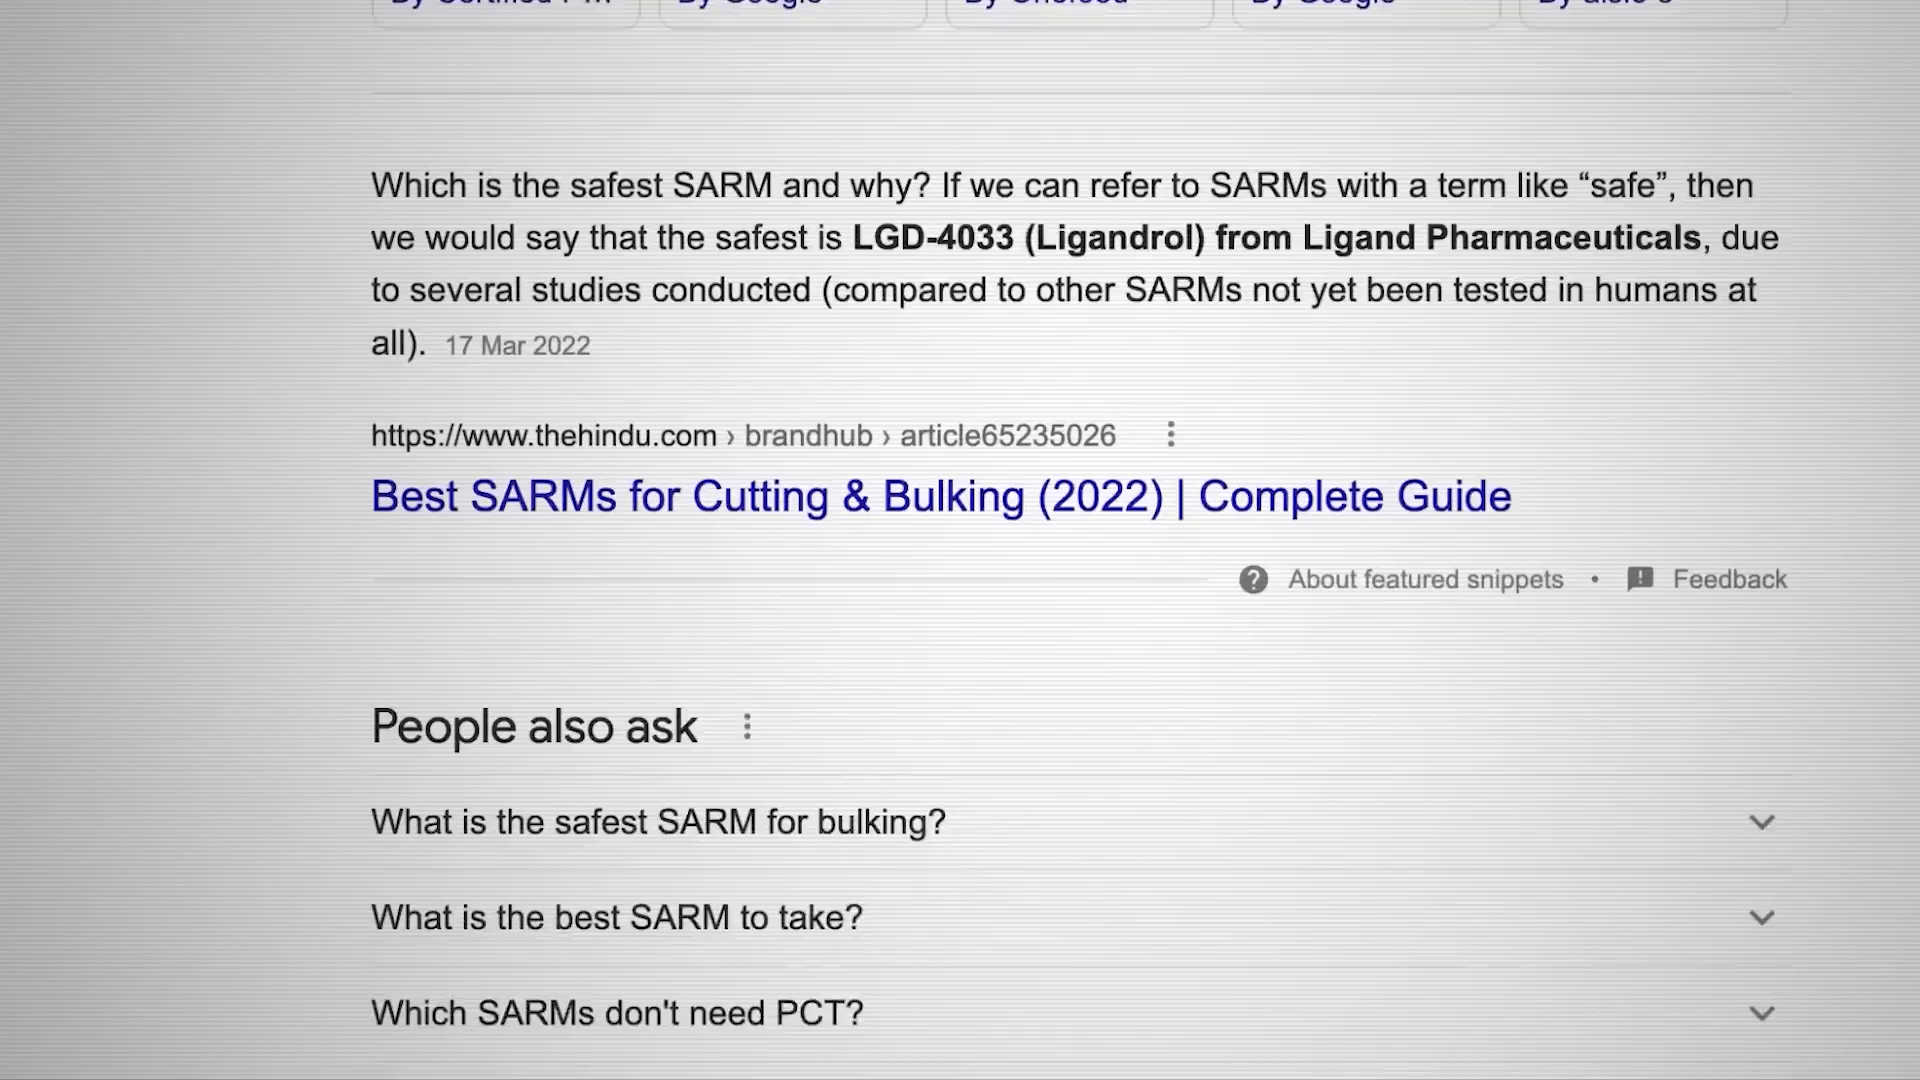 By Google
By Google
Which is the safest SARM and why? If we can refer to SARMs with a term like “safe”, then
we would say that the safest is LGD-4033 (Ligandrol) from Ligand Pharmaceuticals, due
to several studies conducted (compared to other SARMs not yet been tested in humans at
all). 17 Mar 2022
https://www.thehindu.com › brandhub › article65235026
Best SARMs for Cutting & Bulking (2022) | Complete Guide
About featured snippets • Feedback
People also ask
What is the safest SARM for bulking?
What is the best SARM to take?
Which SARMs don't need PCT?